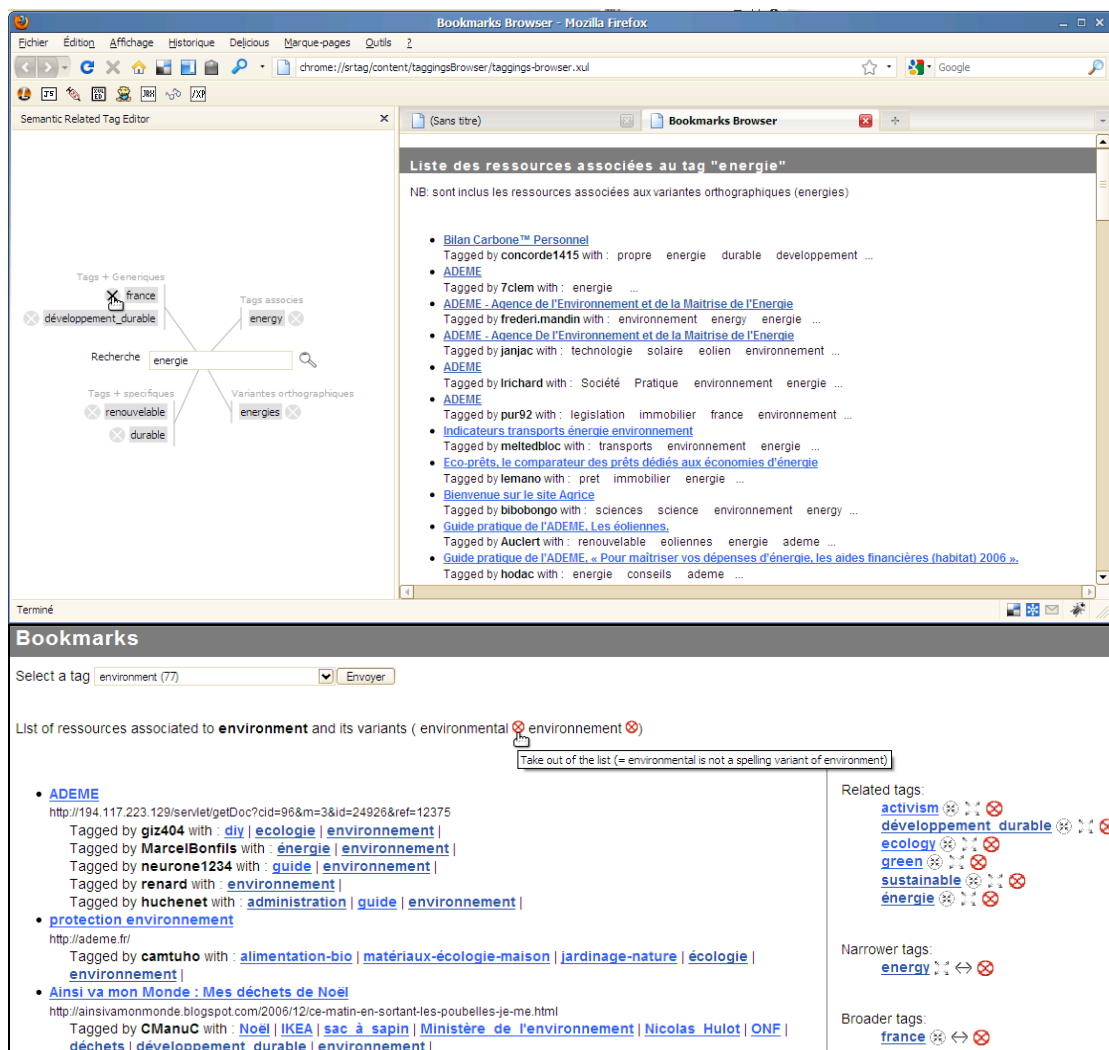 Bookmarks Browser - Mozilla Firefox
Fichier Édition Affichage Historique Delicious Marque-pages Outils ?
chrome://srtag/content/taggingsBrowser/taggings-browser.xul
Google
Semantic Related Tag Editor
(Sans titre)
Bookmarks Browser
Liste des ressources associées au tag "energie"
NB: sont inclus les ressources associées aux variantes orthographiques (energies)
Tags + Generiques
france
développement_durable
Tags associes
energy
Recherche energie
Tags + specifiques
renouvelable
durable
Variantes orthographiques
energies
Bilan Carbone™ Personnel
Tagged by concorde1415 with : propre energie durable developpement ...
ADEME
Tagged by 7clem with : energie ...
ADEME - Agence de l'Environnement et de la Maitrise de l'Energie
Tagged by frederi.mandin with : environnement energy energie ...
ADEME - Agence De l'Environnement et de la Maitrise de l'Energie
Tagged by janjac with : technologie solaire eolien environnement ...
ADEME
Tagged by lrichard with : Société Pratique environnement energie ...
ADEME
Tagged by pur92 with : legislation immobilier france environnement ...
Indicateurs transports énergie environnement
Tagged by meltedbloc with : transports environnement energie ...
Eco-prêts, le comparateur des prêts dédiés aux économies d'énergie
Tagged by lemano with : pret immobilier energie ...
Bienvenue sur le site Agrice
Tagged by bibobongo with : sciences science environnement energy ...
Guide pratique de l'ADEME, Les éoliennes.
Tagged by Auclert with : renouvelable eoliennes energie ademe ...
Guide pratique de l'ADEME, « Pour maîtriser vos dépenses d'énergie, les aides financières (habitat) 2006 ».
Tagged by hodac with : energie conseils ademe ...
Terminé
Bookmarks
Select a tag environment (77) Envoyer
LIst of ressources associated to environment and its variants ( environmental environnement )
Take out of the list (= environmental is not a spelling variant of environment)
ADEME
http://194.117.223.129/servlet/getDoc?cid=96&m=3&id=24926&ref=12375
Tagged by giz404 with : diy | ecologie | environnement |
Tagged by MarcelBonfils with : énergie | environnement |
Tagged by neurone1234 with : guide | environnement |
Tagged by renard with : environnement |
Tagged by huchenet with : administration | guide | environnement |
protection environnement
http://ademe.fr/
Tagged by camtuho with : alimentation-bio | matériaux-écologie-maison | jardinage-nature | écologie |
environnement |
Ainsi va mon Monde : Mes déchets de Noël
http://ainsivamonmonde.blogspot.com/2006/12/ce-matin-en-sortant-les-poubelles-je-me.html
Tagged by CManuC with : Noël | IKEA | sac à sapin | Ministère de l'environnement | Nicolas Hulot | ONF |
déchets | développement durable | environnement |
Related tags:
activism
développement_durable
ecology
green
sustainable
énergie
Narrower tags:
energy
Broader tags:
france